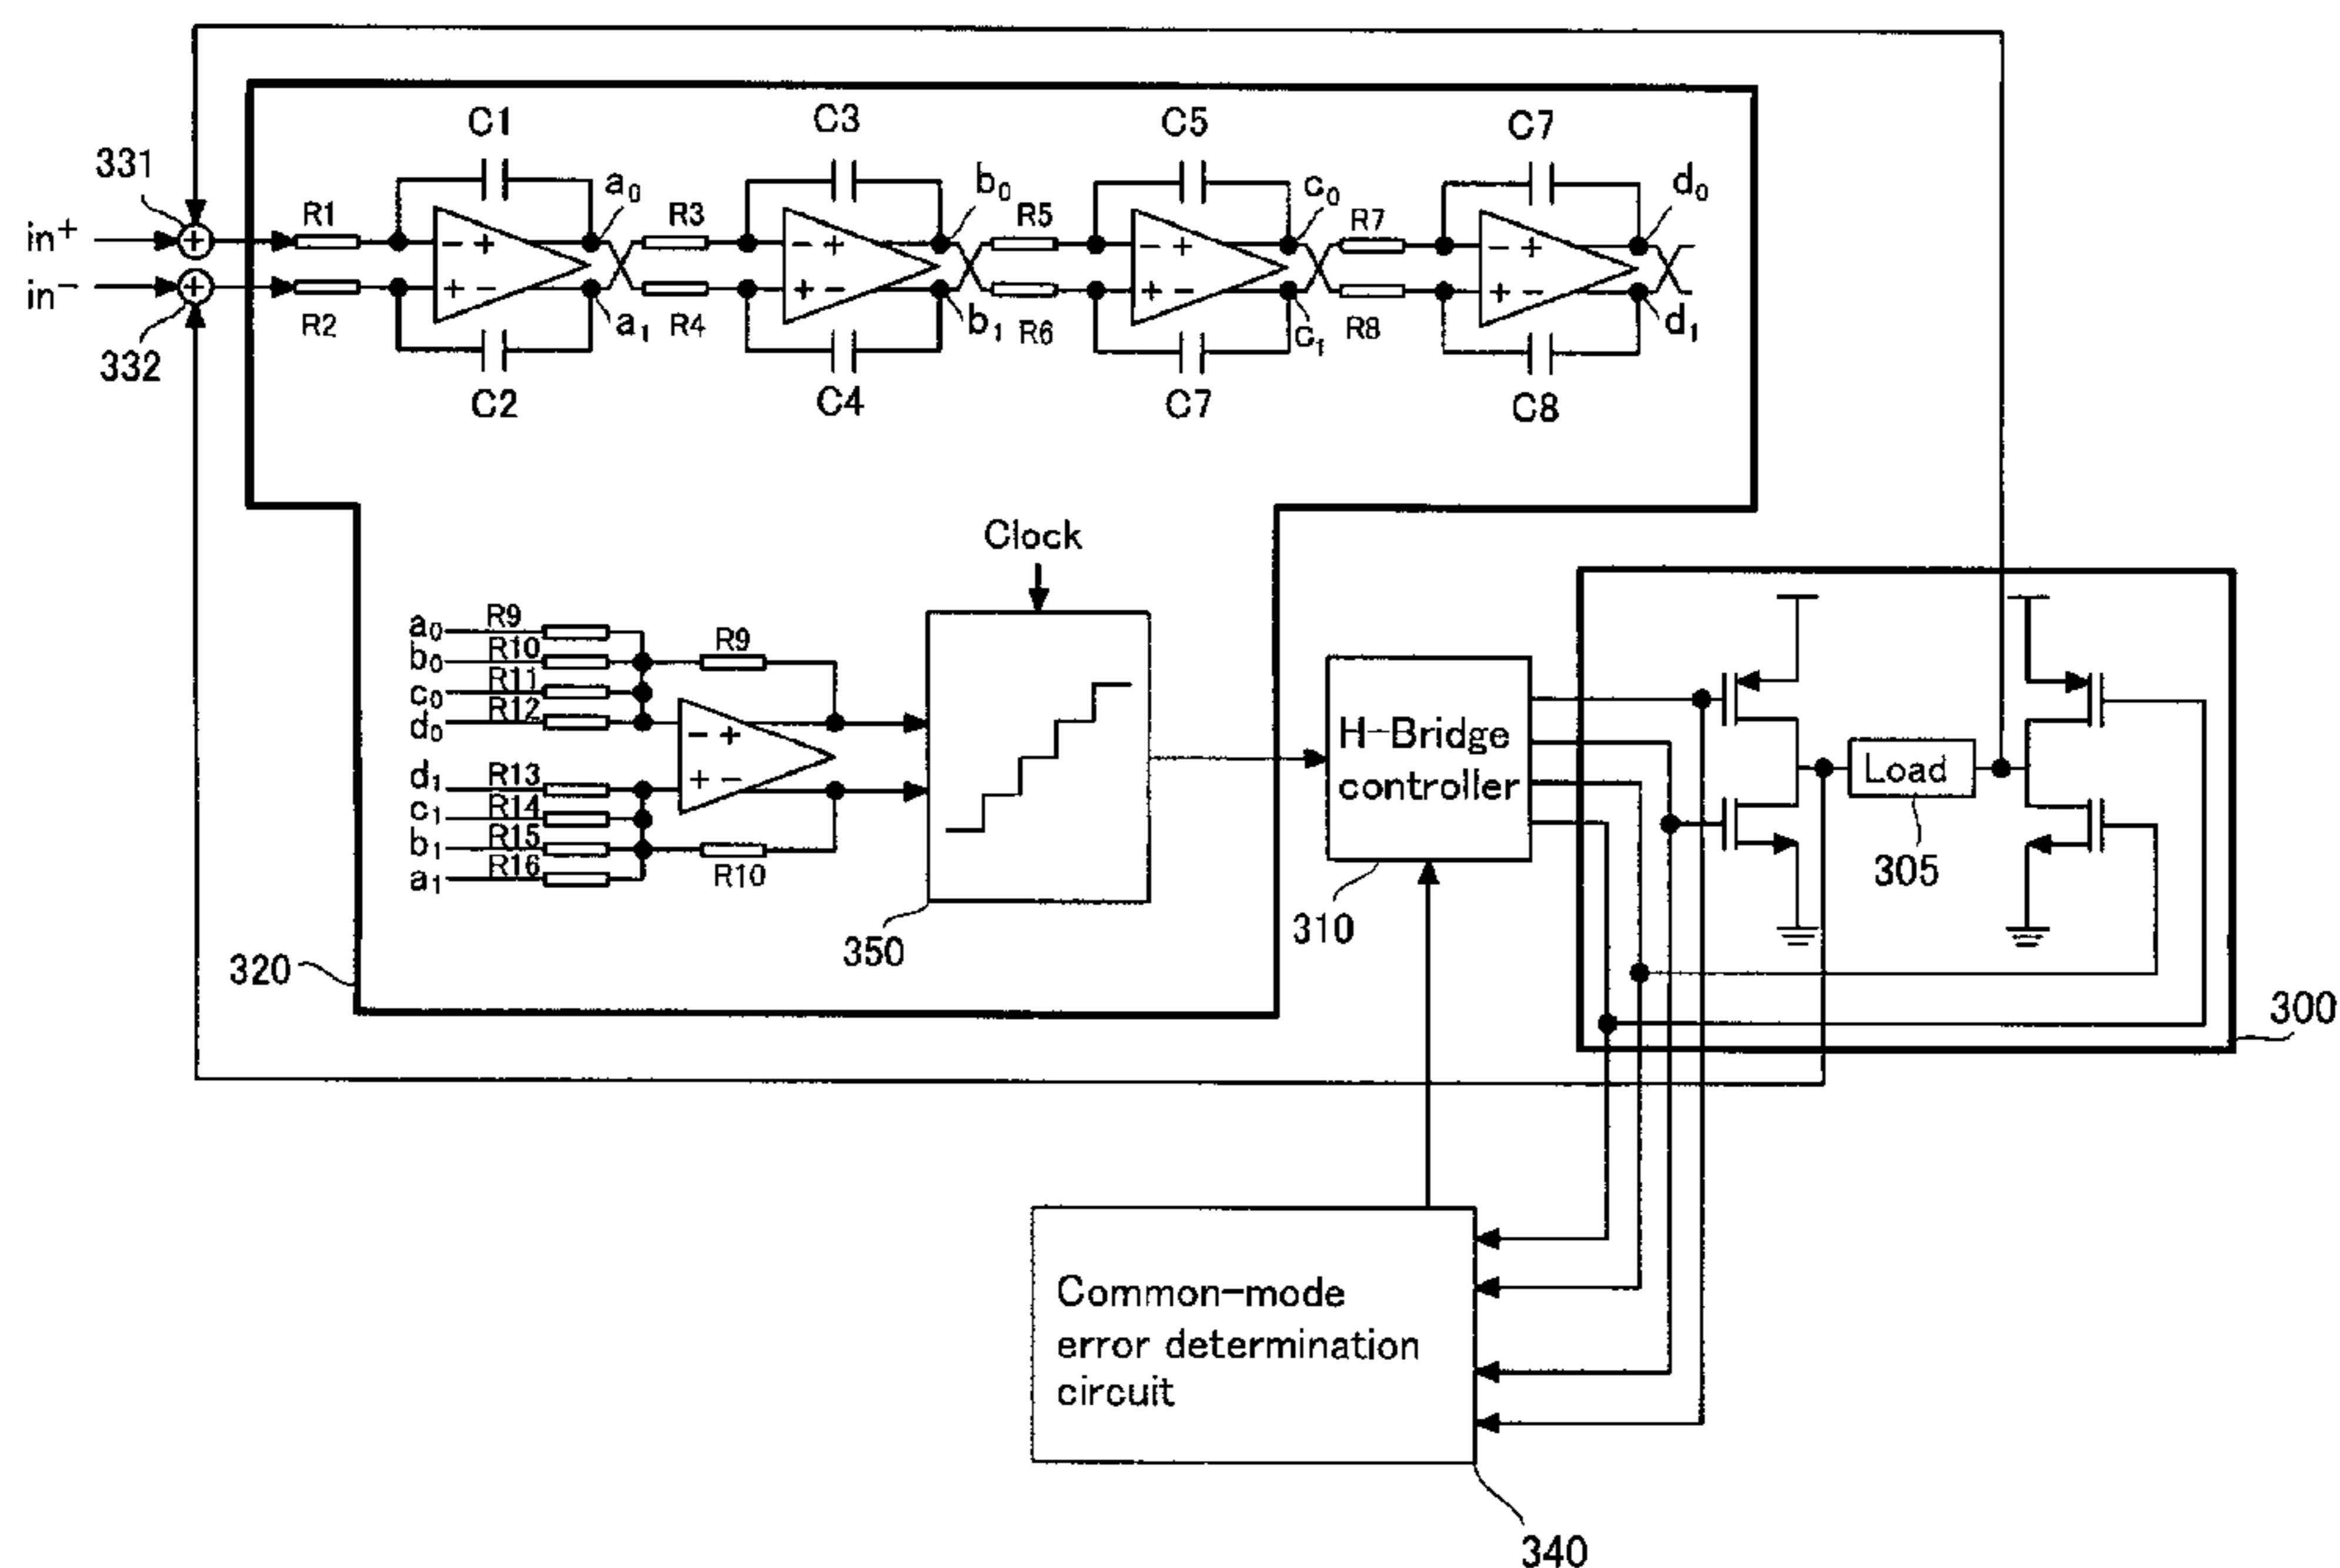 C1
C3
C5
C7
331
a0
b0
c0
d0
in+
R1
R3
R5
R7
- +
- +
- +
- +
in-
+ -
+ -
+ -
+ -
332
R2
a1
R4
b1
R6
c1
R8
d1
C2
C4
C7
C8
Clock
a0 R9
b0 R10
c0 R11
d0 R12
R9
- +
+ -
d1 R13
c1 R14
b1 R15
a1 R16
R10
350
320
H-Bridge
controller
310
Load
305
300
Common-mode
error determination
circuit
340